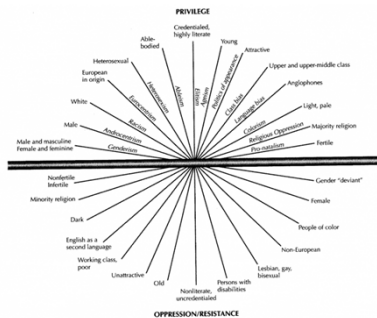 PRIVILEGE
Credentialed,
highly literate
Able-
bodied
Young
Attractive
Heterosexual
Upper and upper-middle class
European
in origin
Anglophones
White
Light, pale
Male
Majority religion
Male and masculine
Female and feminine
Fertile
Genderism
Androcentrism
Racism
Eurocentrism
Heterosexism
Ableism
Elitism
Ageism
Politics of appearance
Class bias
Language bias
Colorism
Religious Oppression
Pro-natalism
Nonfertile
Infertile
Gender "deviant"
Minority religion
Female
Dark
People of color
English as a
second language
Non-European
Working class,
poor
Lesbian, gay,
bisexual
Unattractive
Old
Persons with
disabilities
Nonliterate,
uncredentialed
OPPRESSION/RESISTANCE